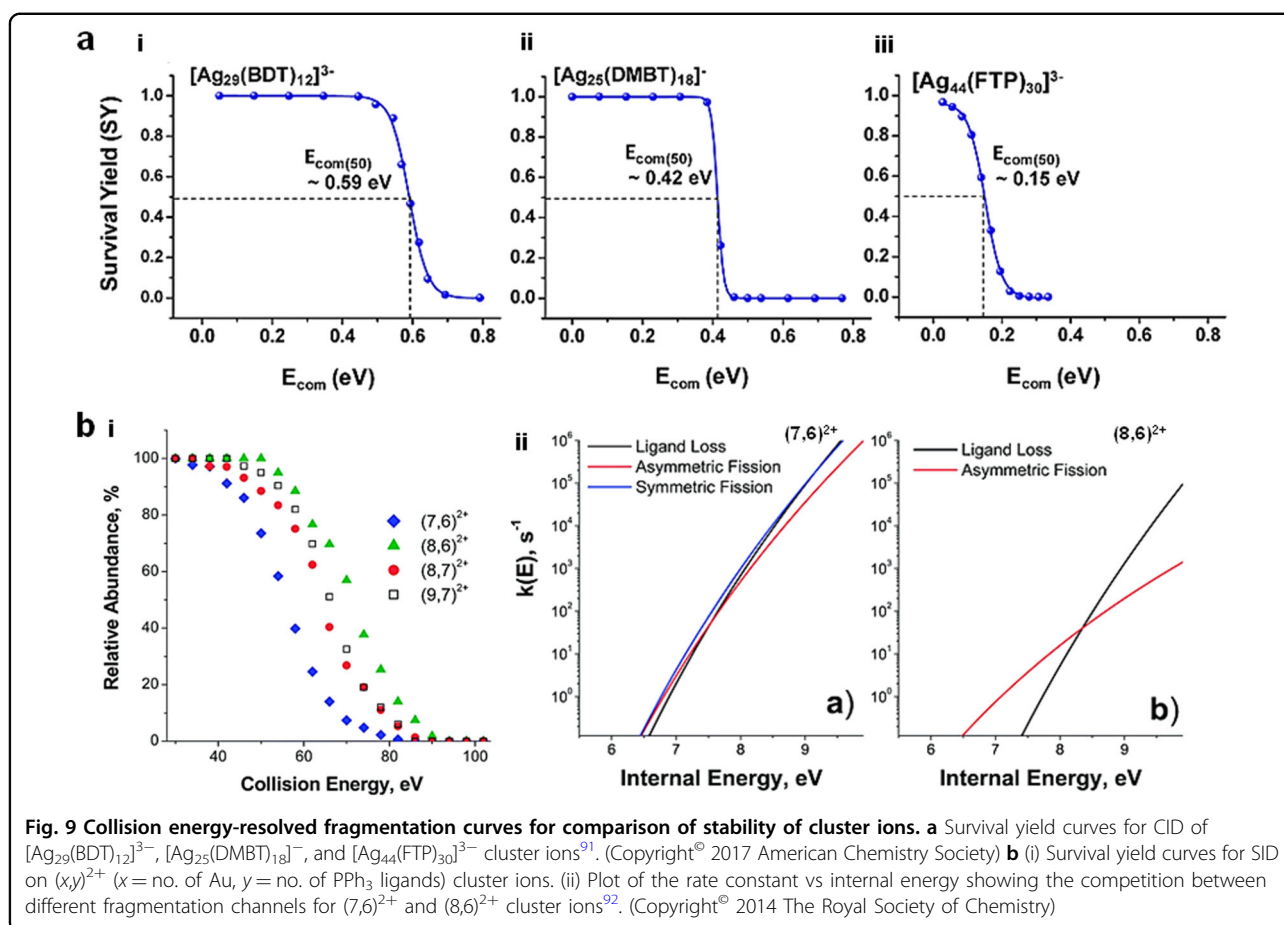 a i
[Ag29(BDT)12]3-
Survival Yield (SY)
1.0
0.8
0.6
0.4
0.2
0.0
Ecom(50)
~ 0.59 eV
0.0 0.2 0.4 0.6 0.8
Ecom (eV)
ii
[Ag25(DMBT)18]-
Ecom(50)
~ 0.42 eV
0.0 0.2 0.4 0.6 0.8
Ecom (eV)
iii
[Ag44(FTP)30]3-
1.0
0.8
0.6
0.4
0.2
0.0
Ecom(50)
~ 0.15 eV
0.0 0.2 0.4 0.6 0.8
Ecom (eV)
b i
Relative Abundance, %
100
80
60
40
20
0
(7,6)2+
(8,6)2+
(8,7)2+
(9,7)2+
40 60 80 100
Collision Energy, eV
ii
Ligand Loss
Asymmetric Fission
Symmetric Fission
(7,6)2+
k(E), s-1
106
105
104
103
102
101
100
a)
6 7 8 9
Internal Energy, eV
Ligand Loss
Asymmetric Fission
(8,6)2+
106
105
104
103
102
101
100
b)
6 7 8 9
Internal Energy, eV
Fig. 9 Collision energy-resolved fragmentation curves for comparison of stability of cluster ions. a Survival yield curves for CID of
[Ag29(BDT)12]3−, [Ag25(DMBT)18]−, and [Ag44(FTP)30]3− cluster ions91. (Copyright© 2017 American Chemistry Society) b (i) Survival yield curves for SID
on (x,y)2+ (x = no. of Au, y = no. of PPh3 ligands) cluster ions. (ii) Plot of the rate constant vs internal energy showing the competition between
different fragmentation channels for (7,6)2+ and (8,6)2+ cluster ions92. (Copyright© 2014 The Royal Society of Chemistry)